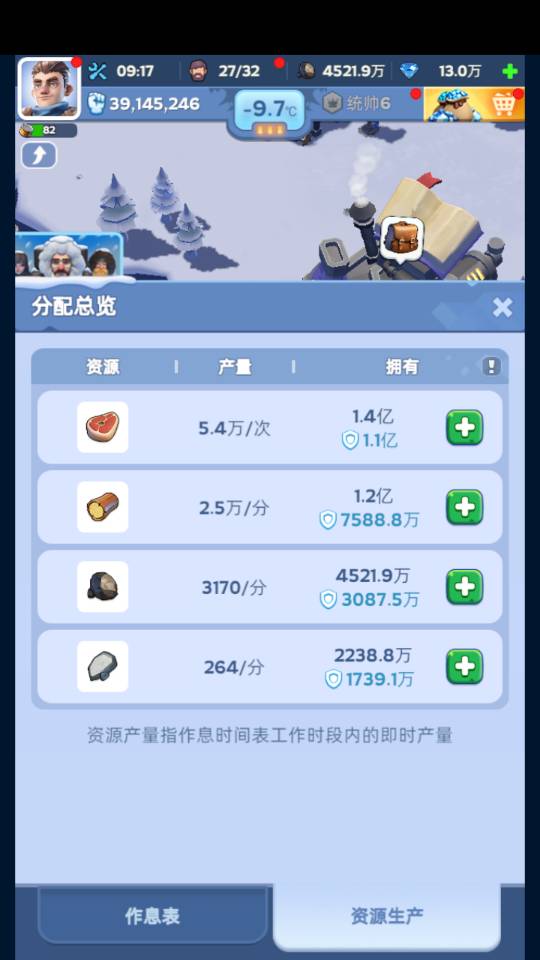 09:17 27/32 4521.9万 13.0万
39,145,246 -9.7℃ 统帅6
82
分配总览
资源 产量 拥有
5.4万/次 1.4亿
1.1亿
2.5万/分 1.2亿
7588.8万
3170/分 4521.9万
3087.5万
264/分 2238.8万
1739.1万
资源产量指作息时间表工作时段内的即时产量
作息表 资源生产